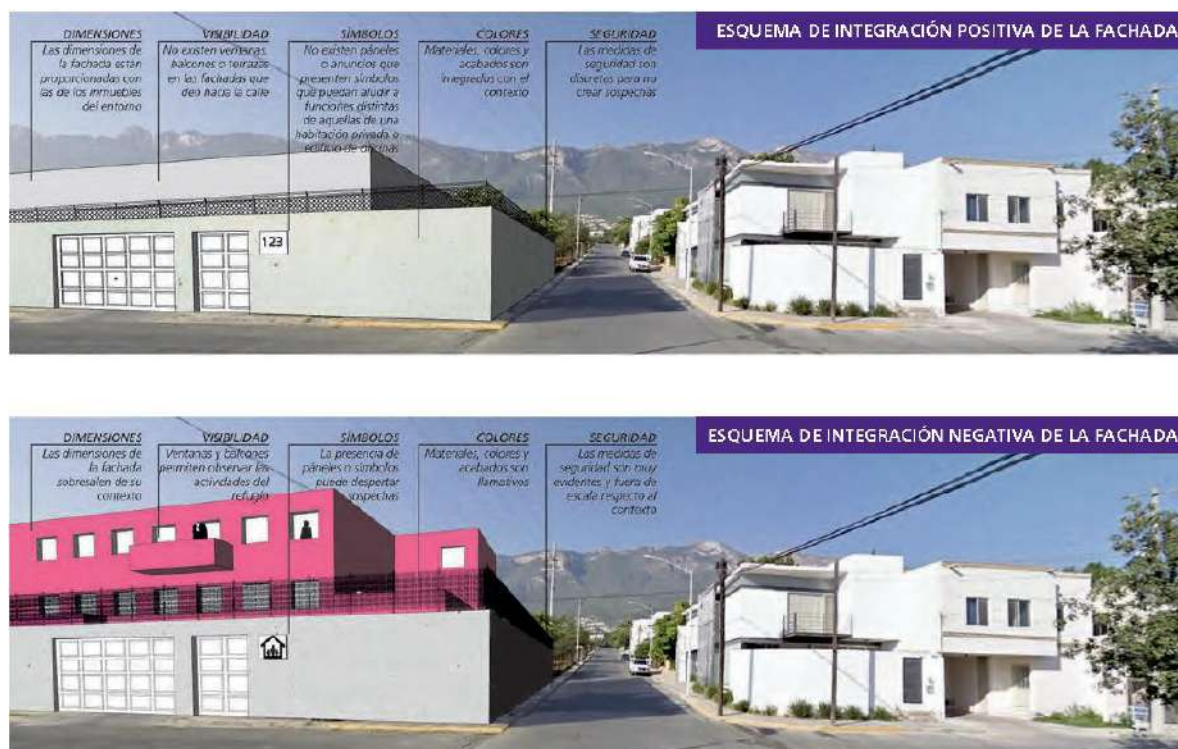 ESQUEMA DE INTEGRACIÓN POSITIVA DE LA FACHADA
DIMENSIONES
Las dimensiones de
la fachada están
proporcionadas con
las de los inmuebles
del entorno
VISIBILIDAD
No existen ventanas,
balcones o terrazas
en las fachadas que
den hacia la calle
SÍMBOLOS
No existen páneles
o anuncios que
presenten símbolos
que puedan aludir a
funciones distintas
de aquellas de una
habitación privada o
edificio de oficinas
COLORES
Materiales, colores y
acabados son
integrados con el
contexto
SEGURIDAD
Las medidas de
seguridad son
discretas para no
crear sospechas
123
ESQUEMA DE INTEGRACIÓN NEGATIVA DE LA FACHADA
DIMENSIONES
Las dimensiones de
la fachada
sobresalen de su
contexto
VISIBILIDAD
Ventanas y balcones
permiten observar las
actividades del
refugio
SÍMBOLOS
La presencia de
páneles o símbolos
puede despertar
sospechas
COLORES
Materiales, colores y
acabados son
llamativos
SEGURIDAD
Las medidas de
seguridad son muy
evidentes y fuera de
escala respecto al
contexto